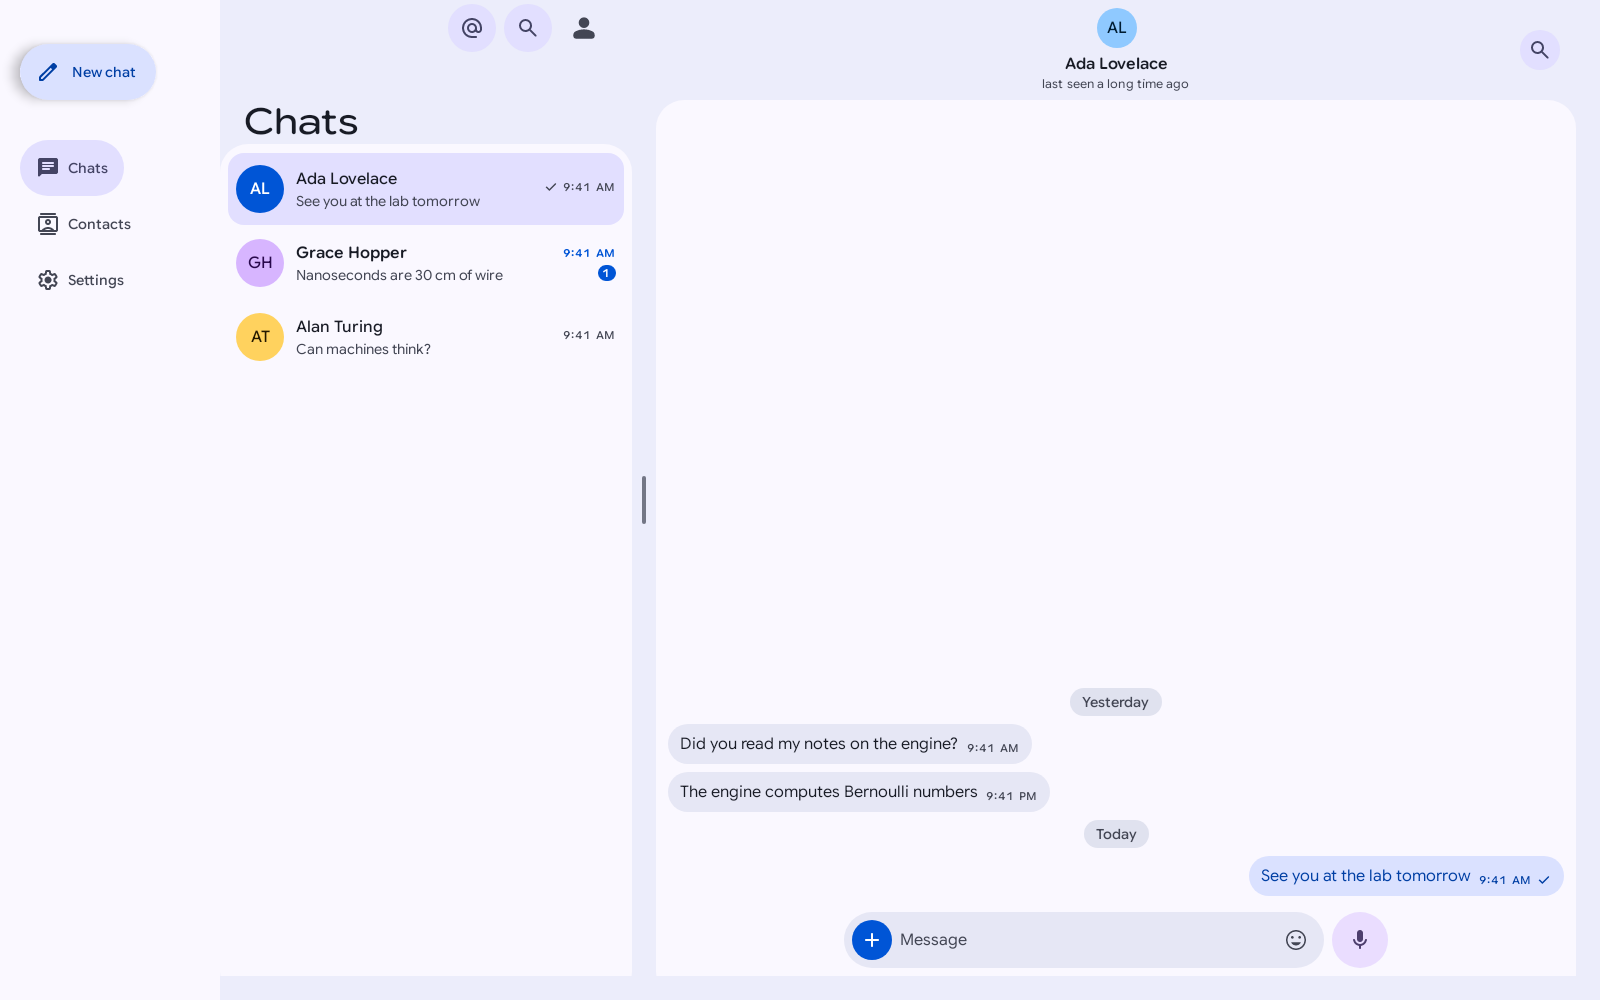 New chat
Chats
Contacts
Settings
Chats
AL
Ada Lovelace
9:41 AM
See you at the lab tomorrow
GH
Grace Hopper
9:41 AM
Nanoseconds are 30 cm of wire
1
AT
Alan Turing
9:41 AM
Can machines think?
AL
Ada Lovelace
last seen a long time ago
Yesterday
Did you read my notes on the engine? 9:41 AM
The engine computes Bernoulli numbers 9:41 PM
Today
See you at the lab tomorrow 9:41 AM
Message